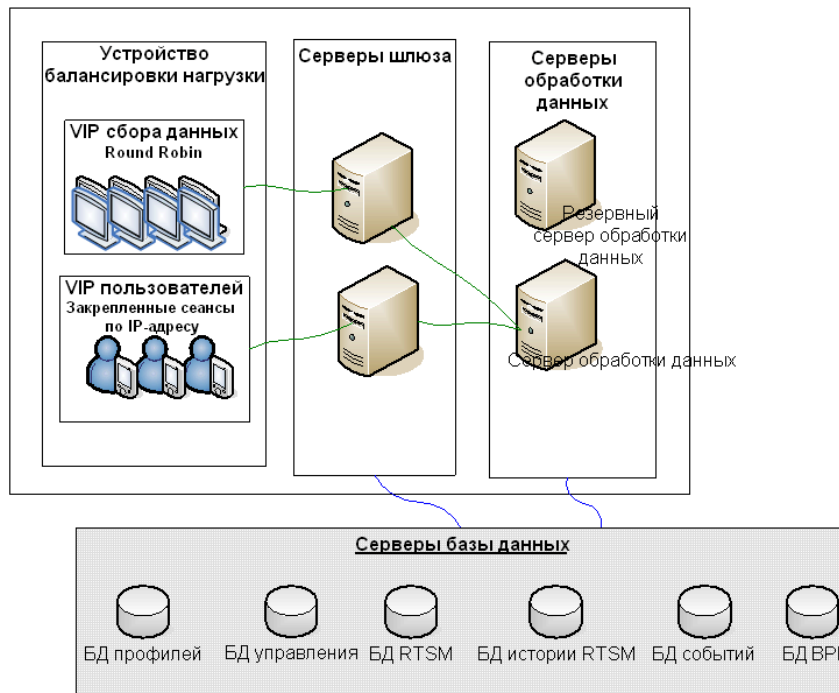 Устройство
балансировки нагрузки
VIP сбора данных
Round Robin
VIP пользователей
Закрепленные сеансы
по IP-адресу
Серверы шлюза
Серверы
обработки
данных
Резервный
сервер обработки
данных
Сервер обработки данных
Серверы базы данных
БД профилей
БД управления
БД RTSM
БД истории RTSM
БД событий
БД